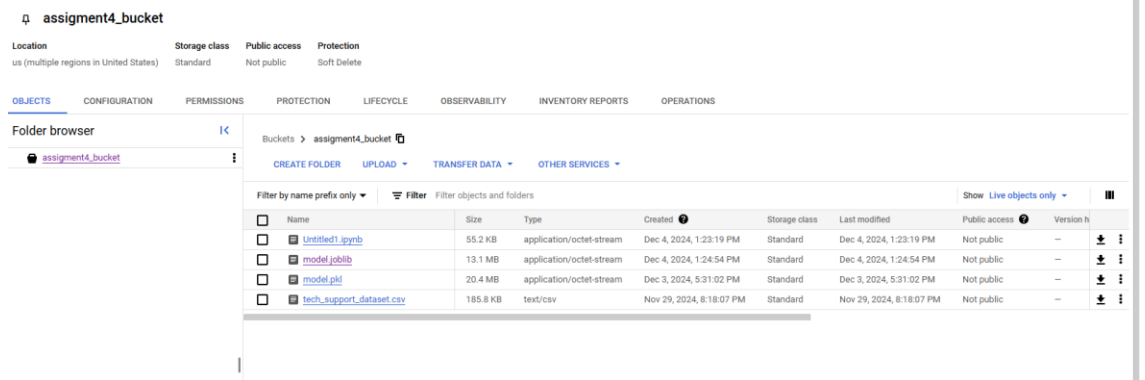 assigment4_bucket
Location Storage class Public access Protection
us (multiple regions in United States) Standard Not public Soft Delete
OBJECTS CONFIGURATION PERMISSIONS PROTECTION LIFECYCLE OBSERVABILITY INVENTORY REPORTS OPERATIONS
Folder browser
assigment4_bucket
Buckets > assigment4_bucket
CREATE FOLDER UPLOAD TRANSFER DATA OTHER SERVICES
Filter by name prefix only Filter Filter objects and folders Show Live objects only
Name Size Type Created Storage class Last modified Public access Version h
Untitled1.ipynb 55.2 KB application/octet-stream Dec 4, 2024, 1:23:19 PM Standard Dec 4, 2024, 1:23:19 PM Not public —
model.joblib 13.1 MB application/octet-stream Dec 4, 2024, 1:24:54 PM Standard Dec 4, 2024, 1:24:54 PM Not public —
model.pkl 20.4 MB application/octet-stream Dec 3, 2024, 5:31:02 PM Standard Dec 3, 2024, 5:31:02 PM Not public —
tech_support_dataset.csv 185.8 KB text/csv Nov 29, 2024, 8:18:07 PM Standard Nov 29, 2024, 8:18:07 PM Not public —